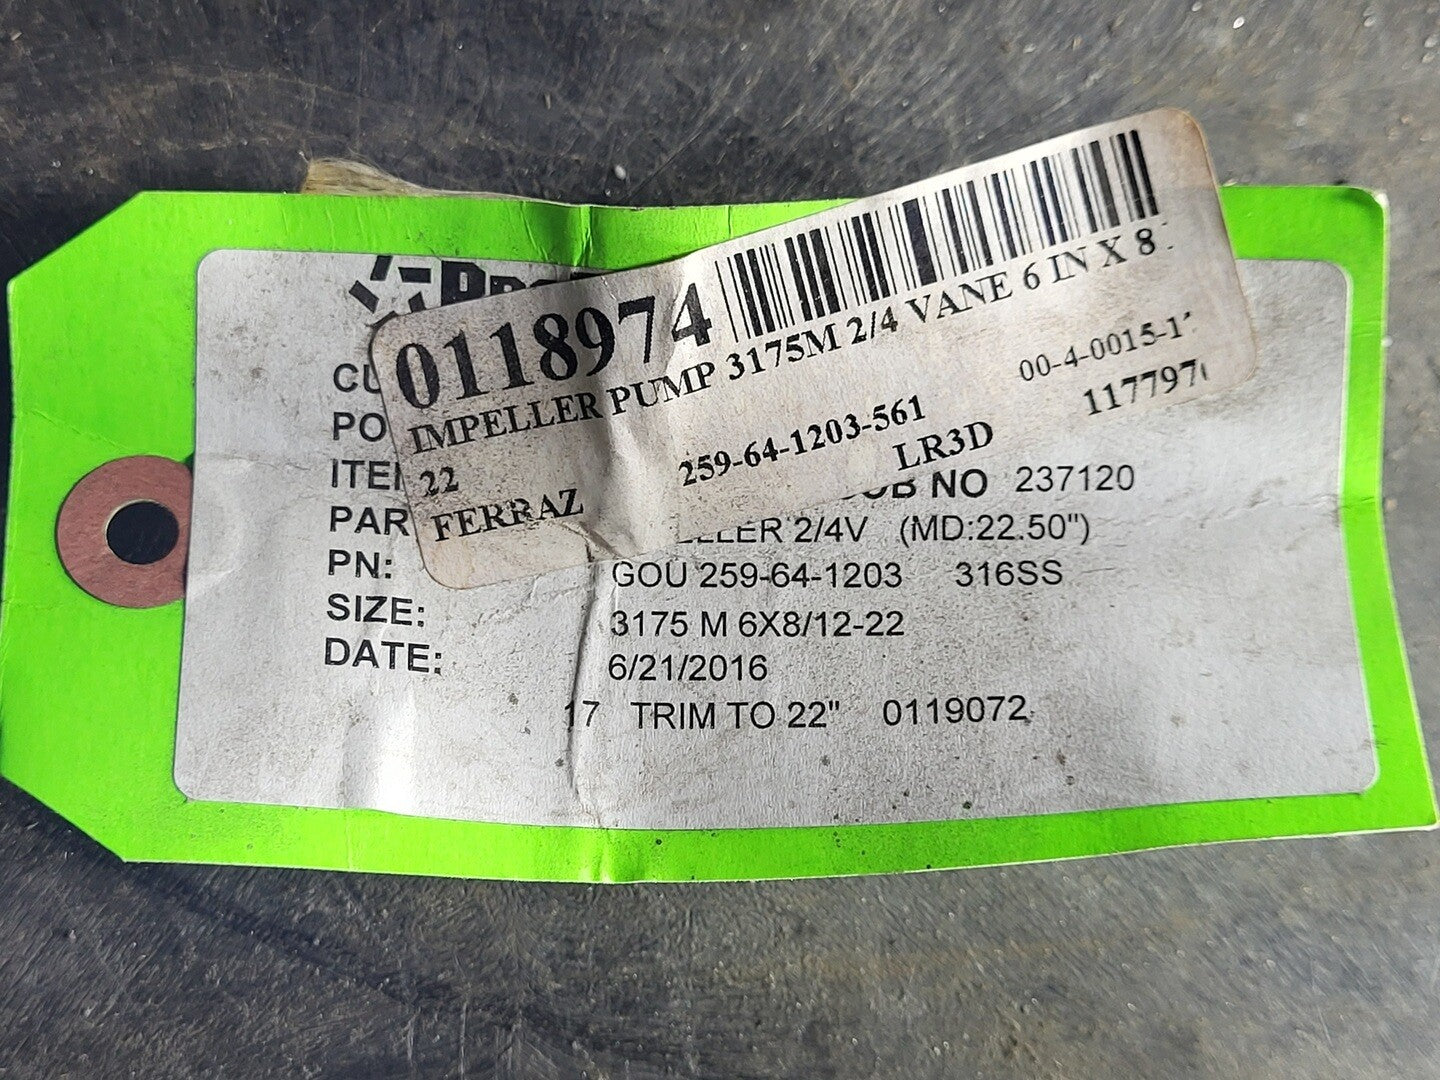 0118974
IMPELLER PUMP 3175M 2/4 VANE 6 IN X 8
22
259-64-1203-561
00-4-0015-1
FERRAZ
LR3D
117797
CU
PO
ITE
NO 237120
PAR
2/4V (MD:22.50")
PN: GOU 259-64-1203 316SS
SIZE: 3175 M 6X8/12-22
DATE: 6/21/2016
17 TRIM TO 22" 0119072